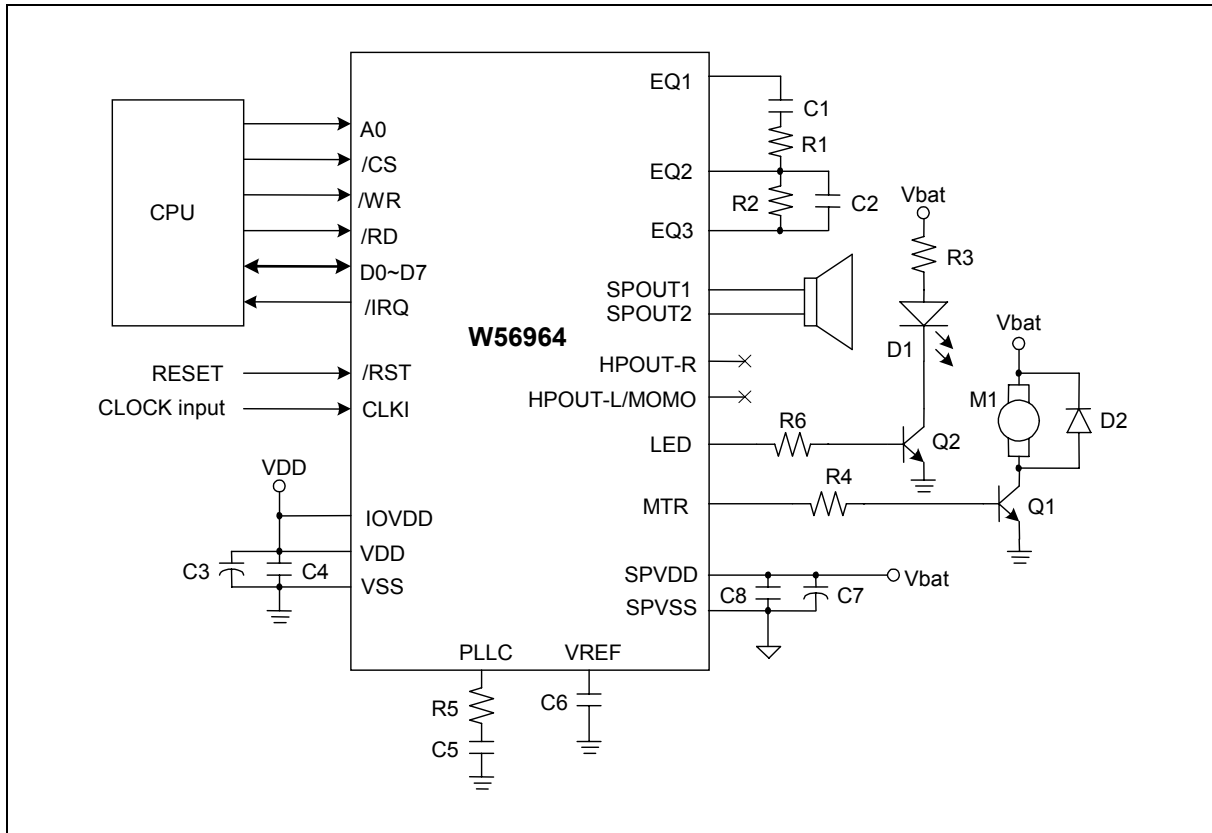 EQ1
C1
A0
R1
/CS
EQ2
Vbat
/WR
R2
C2
CPU
/RD
EQ3
R3
D0~D7
SPOUT1
/IRQ
SPOUT2
Vbat
W56964
D1
HPOUT-R
RESET
/RST
M1
CLOCK input
CLKI
HPOUT-L/MOMO
D2
R6
LED
Q2
VDD
R4
MTR
Q1
IOVDD
VDD
C3
C4
SPVDD
Vbat
VSS
C8
C7
SPVSS
PLLC
VREF
R5
C6
C5